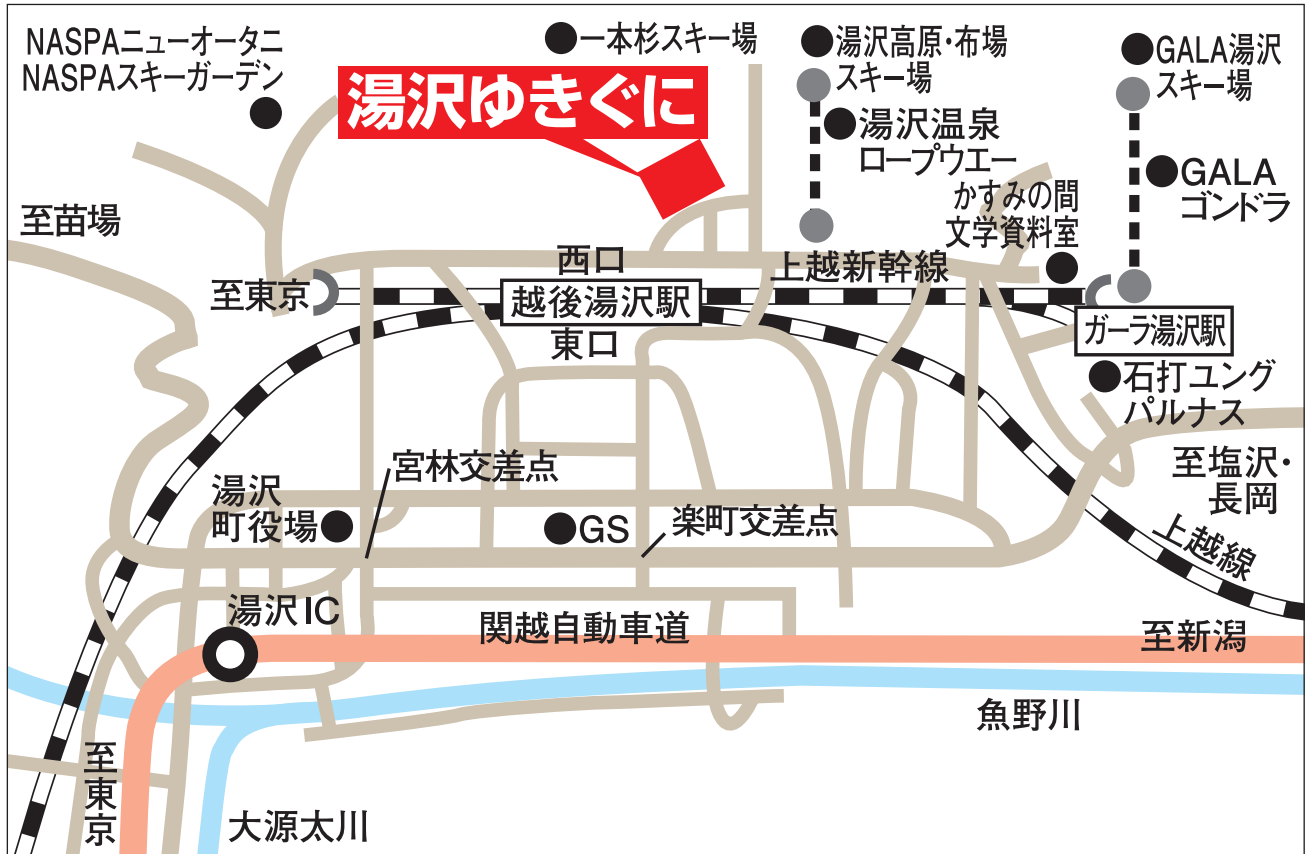 NASPAニューオータニ
NASPAスキーガーデン
一本杉スキー場
湯沢高原・布場
スキー場
GALA湯沢
スキー場
湯沢ゆきぐに
湯沢温泉
ロープウエー
GALA
ゴンドラ
かすみの間
文学資料室
至苗場
西口
上越新幹線
至東京
越後湯沢駅
東口
ガーラ湯沢駅
石打ユング
パルナス
宮林交差点
至塩沢・
長岡
湯沢
町役場
GS
楽町交差点
上越線
湯沢IC
関越自動車道
至新潟
魚野川
至東京
大源太川